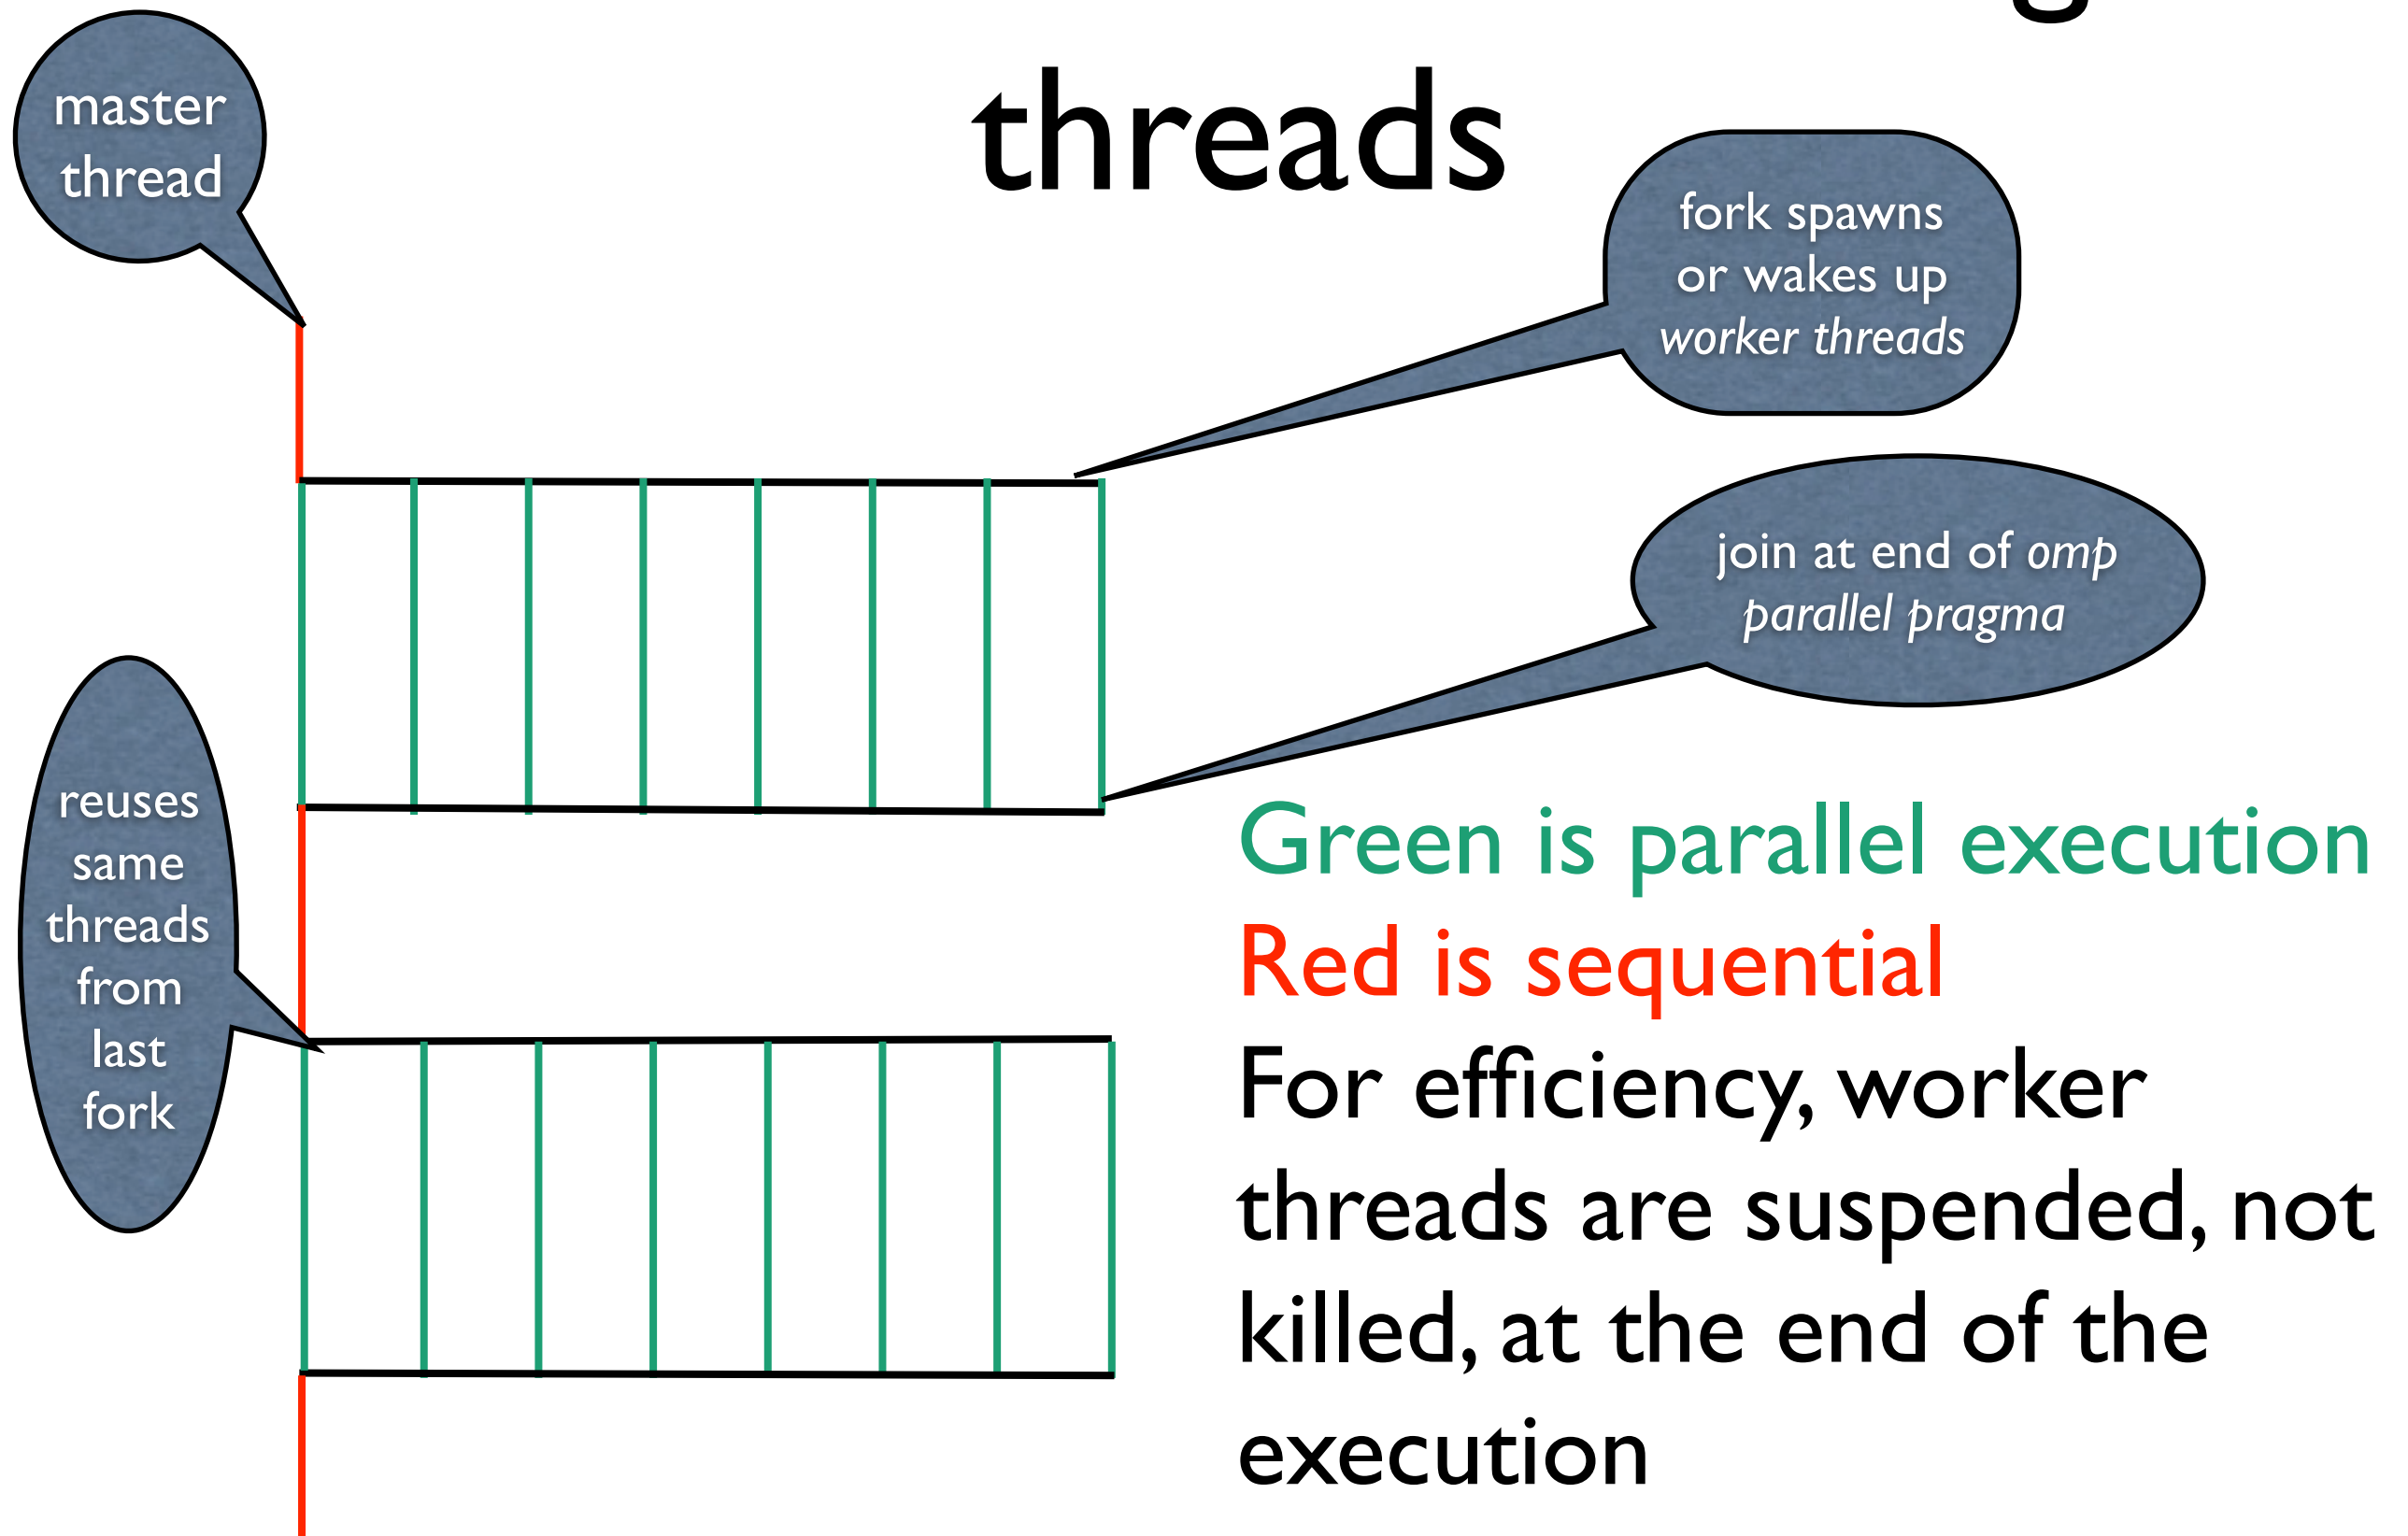 threads
master
thread
fork spawns
or wakes up
worker threads
join at end of omp
parallel pragma
reuses
same
threads
from
last
fork
Green is parallel execution
Red is sequential
For efficiency, worker
threads are suspended, not
killed, at the end of the
execution